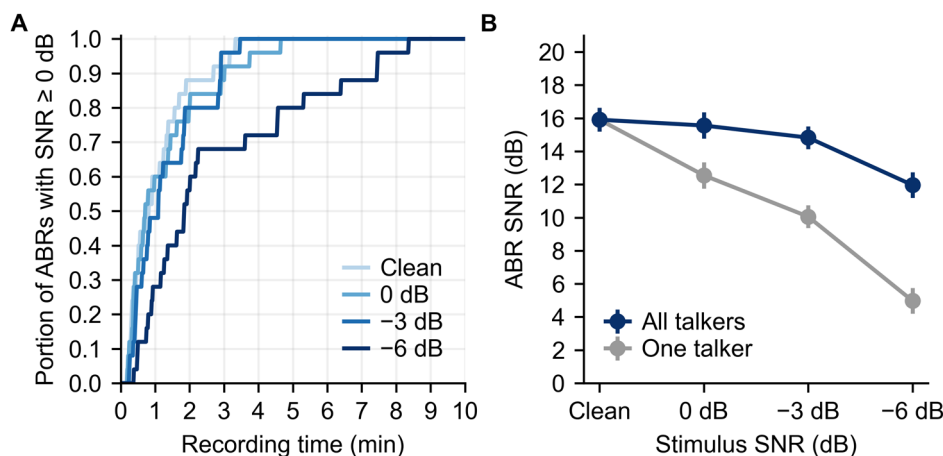 A
Portion of ABRs with SNR ≥ 0 dB
1.0
0.9
0.8
0.7
0.6
0.5
0.4
0.3
0.2
0.1
0.0
0 1 2 3 4 5 6 7 8 9 10
Recording time (min)
Clean
0 dB
−3 dB
−6 dB
B
ABR SNR (dB)
20
18
16
14
12
10
8
6
4
2
0
All talkers
One talker
Clean 0 dB −3 dB −6 dB
Stimulus SNR (dB)